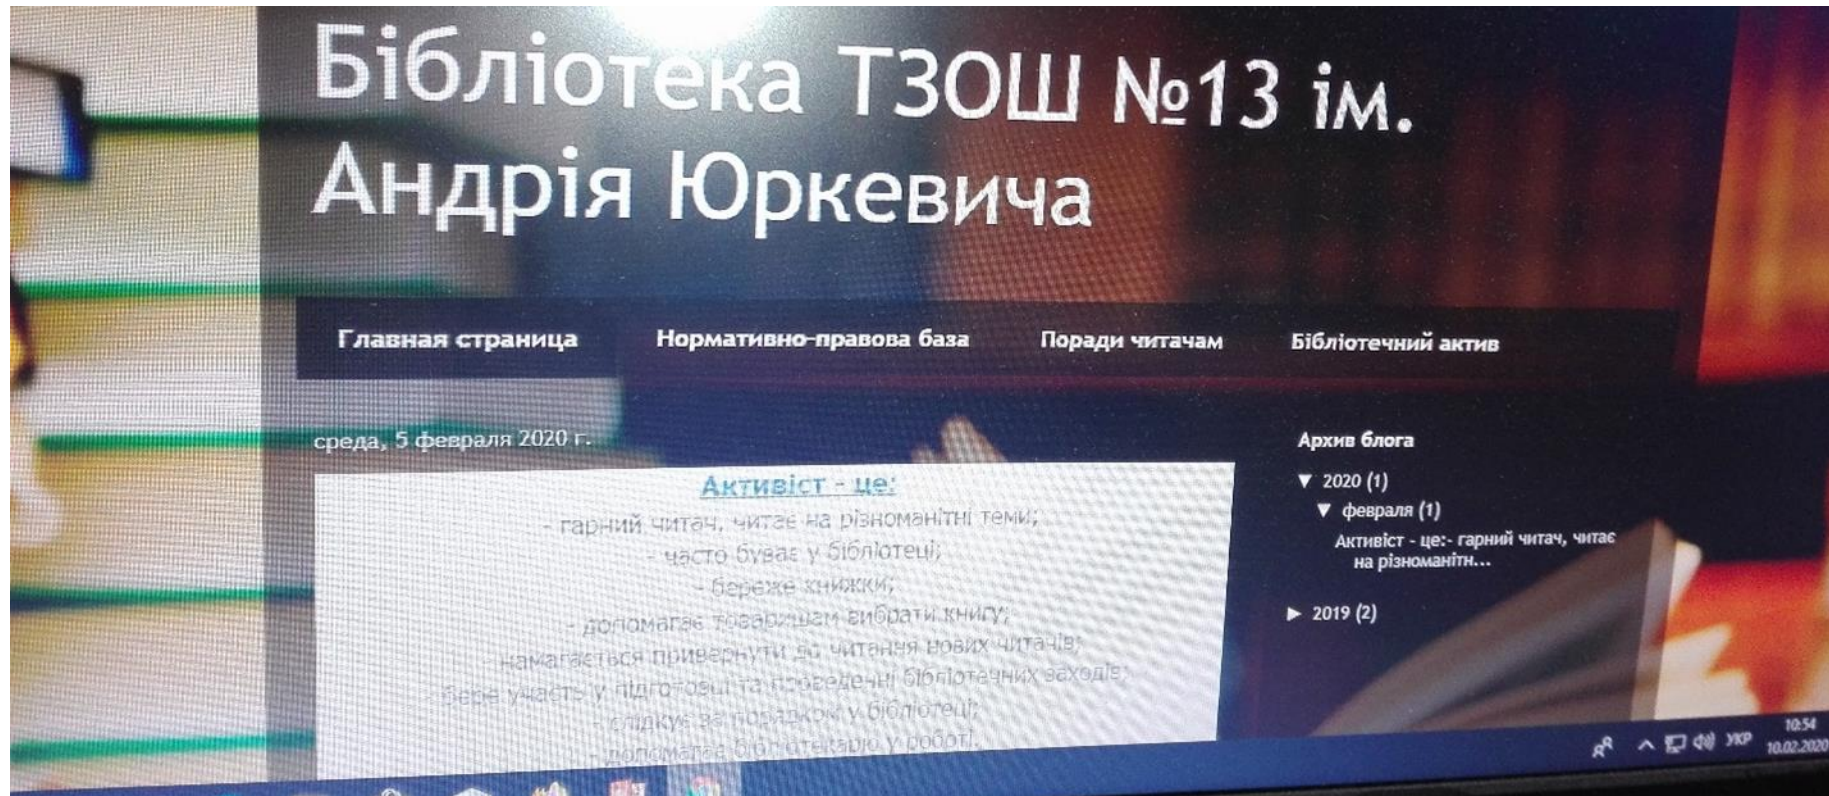 Бібліотека ТЗОШ №13 ім.
Андрія Юркевича
Главная страница
Нормативно-правова база
Поради читачам
Бібліотечний актив
среда, 5 февраля 2020 г.
Активіст - це:
- гарний читач, читає на різноманітні теми;
- часто буває у бібліотеці;
- береже книжки;
- допомагає товаришам вибрати книгу;
- намагається привернути до читання нових читачів;
- бере участь у підготовці та проведенні бібліотечних заходів;
- слідкує за порядком у бібліотеці;
- допомагає бібліотекарю у роботі.
Архив блога
▼ 2020 (1)
▼ февраля (1)
Активіст - це:- гарний читач, читає
на різноманітн...
► 2019 (2)
УКР
10:54
10.02.2020